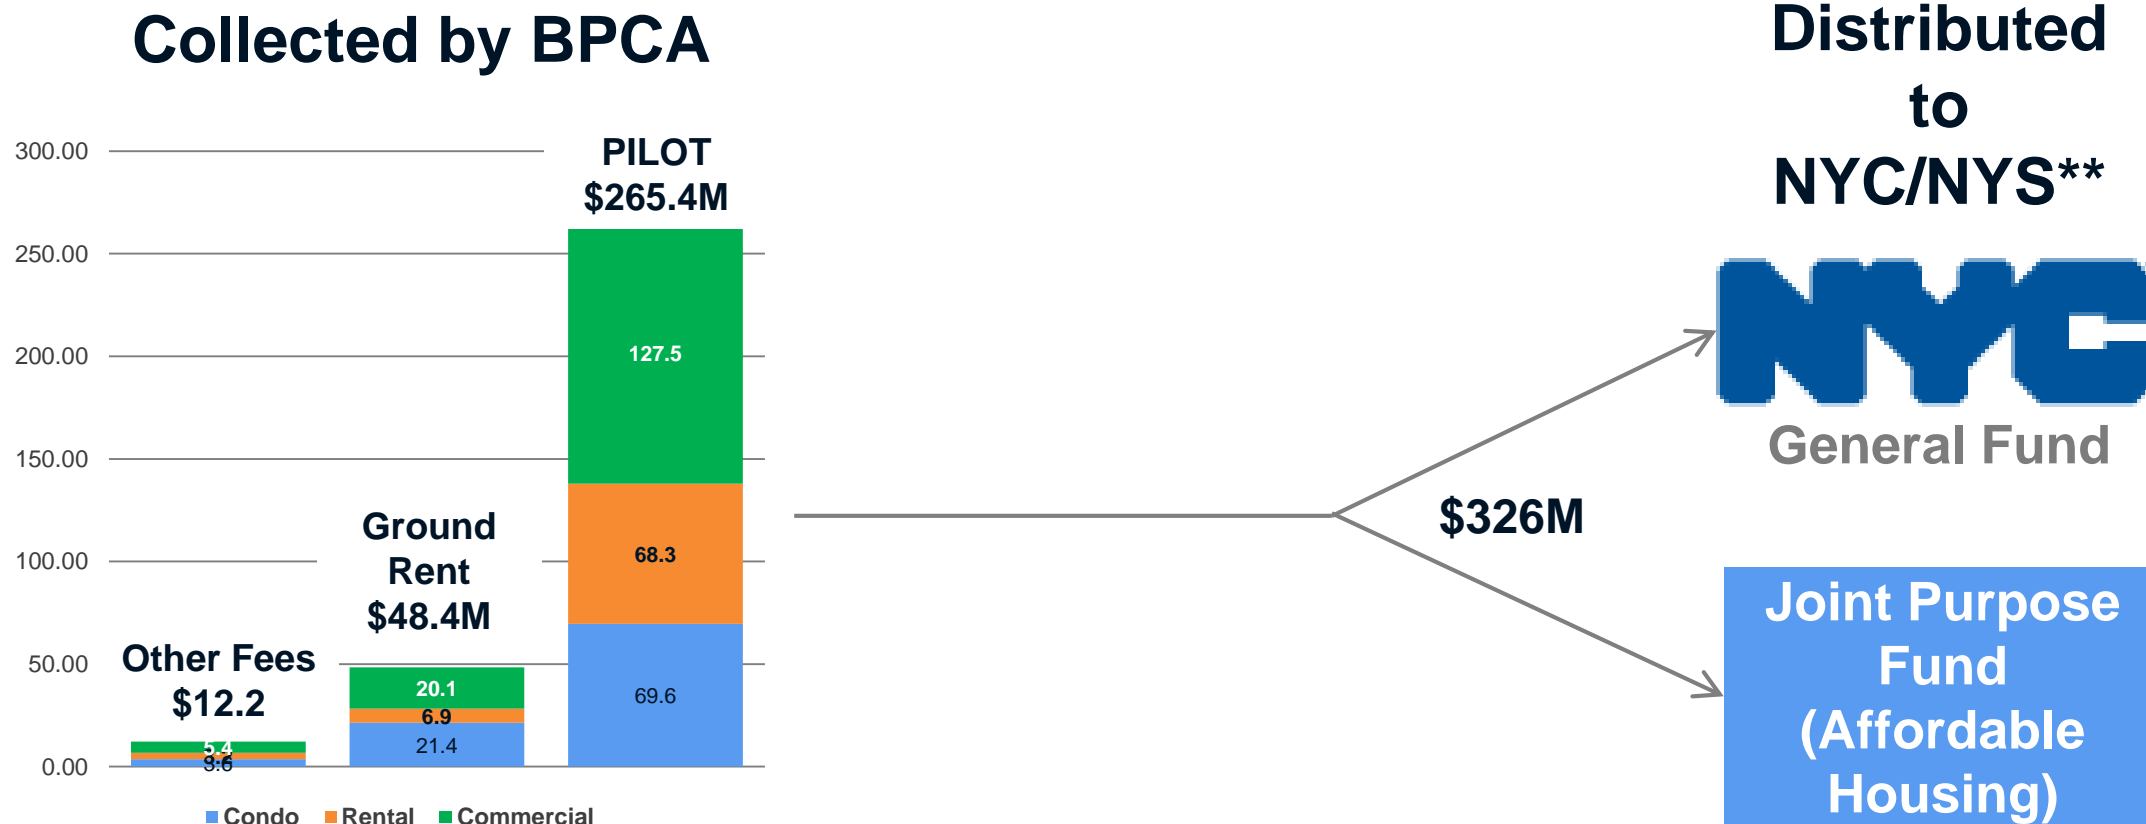 Collected by BPCA
Distributed
to
NYC/NYS**
300.00
250.00
200.00
150.00
100.00
50.00
0.00
PILOT
$265.4M
127.5
68.3
69.6
Ground
Rent
$48.4M
20.1
6.9
21.4
Other Fees
$12.2
5.4
3.6
Condo Rental Commercial
$326M
NYC
General Fund
Joint Purpose
Fund
(Affordable
Housing)